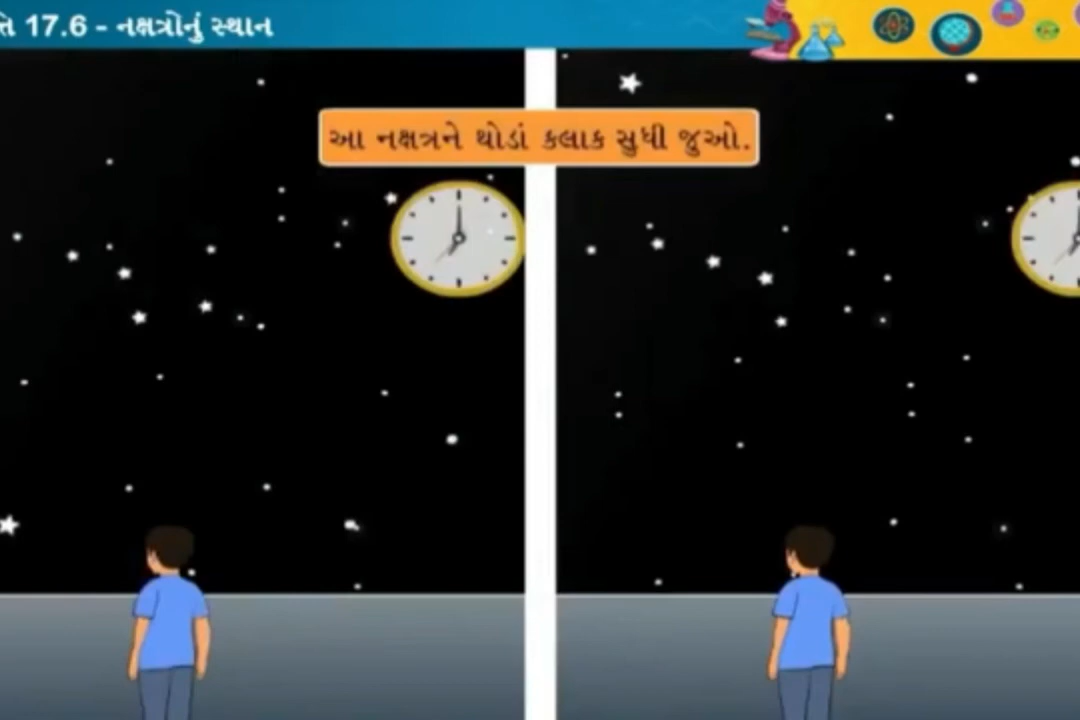 ત્તિ 17.6 - નક્ષત્રોનું સ્થાન
આ નક્ષત્રને થોડાં કલાક સુધી જુઓ.